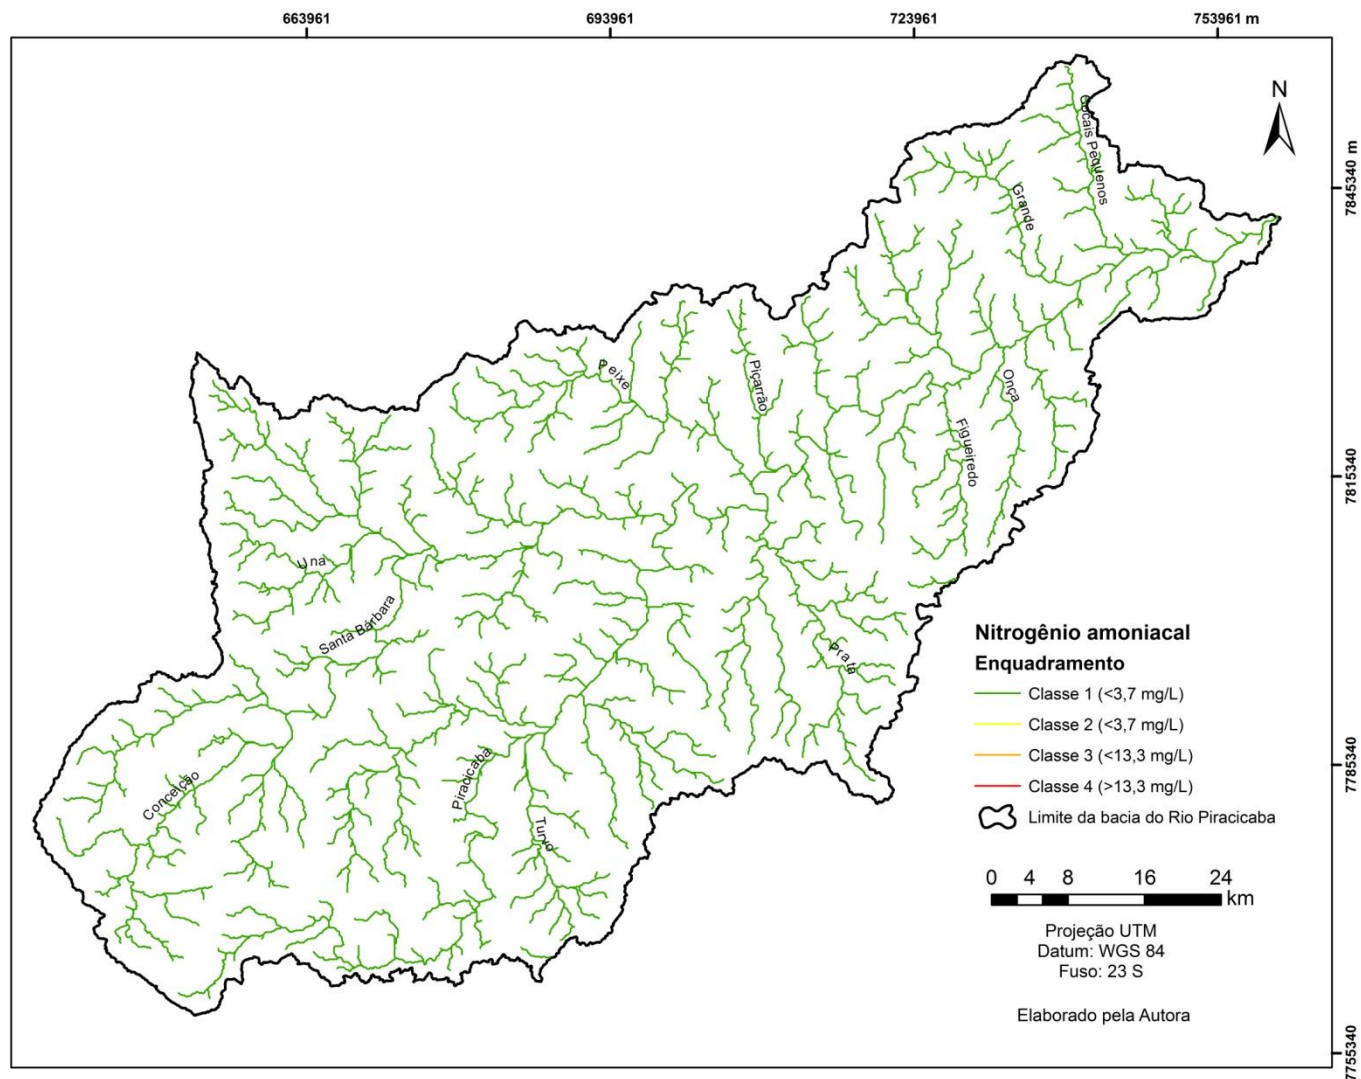 663961
693961
723961
753961 m
N
7845340 m
7815340
7853340
7755340
Cocais Pequenos
Grande
Peixe
Piçarrão
Onça
Figueiredo
Una
Santa Bárbara
Prata
Conceição
Piracicaba
Turvo
Nitrogênio amoniacal
Enquadramento
Classe 1 (<3,7 mg/L)
Classe 2 (<3,7 mg/L)
Classe 3 (<13,3 mg/L)
Classe 4 (>13,3 mg/L)
Limite da bacia do Rio Piracicaba
0 4 8 16 24
km
Projeção UTM
Datum: WGS 84
Fuso: 23 S
Elaborado pela Autora